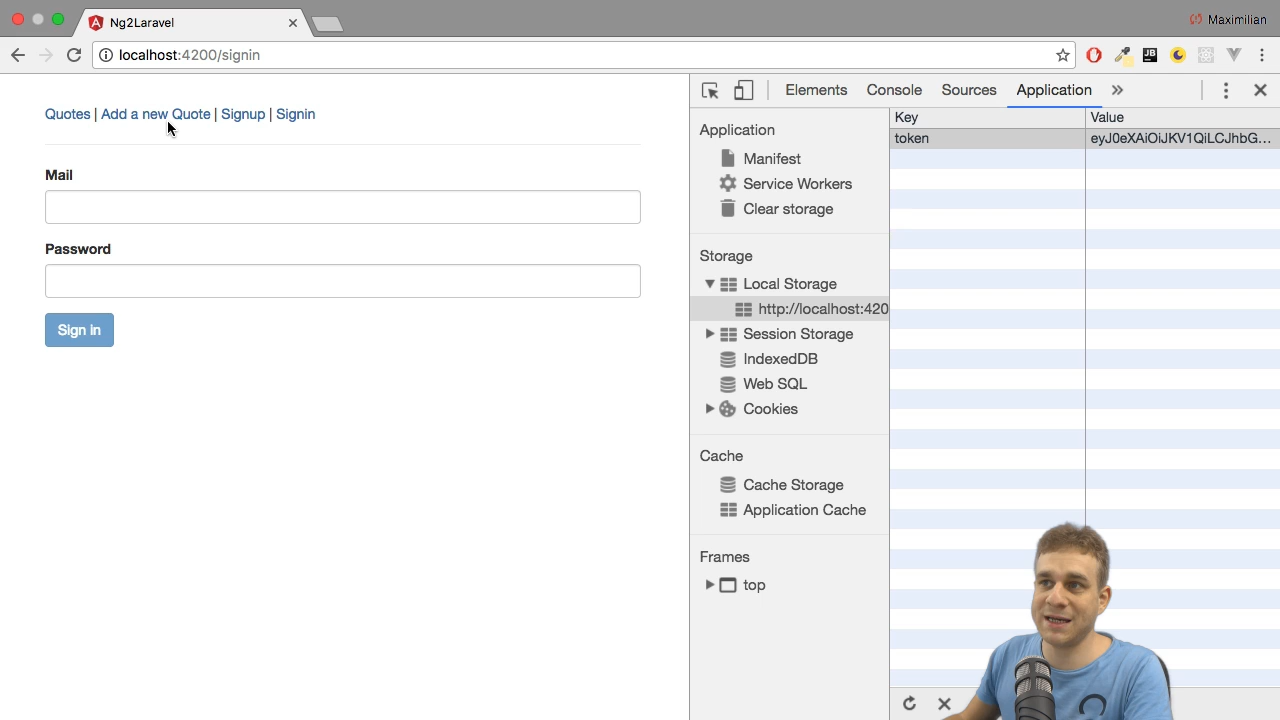 Ng2Laravel
Maximilian
localhost:4200/signin
JB
Quotes | Add a new Quote | Signup | Signin
Mail
Password
Sign in
Elements Console Sources Application »
Application
Manifest
Service Workers
Clear storage
Storage
Local Storage
http://localhost:420
Session Storage
IndexedDB
Web SQL
Cookies
Cache
Cache Storage
Application Cache
Frames
top
Key Value
token eyJ0eXAiOiJKV1QiLCJhbG...